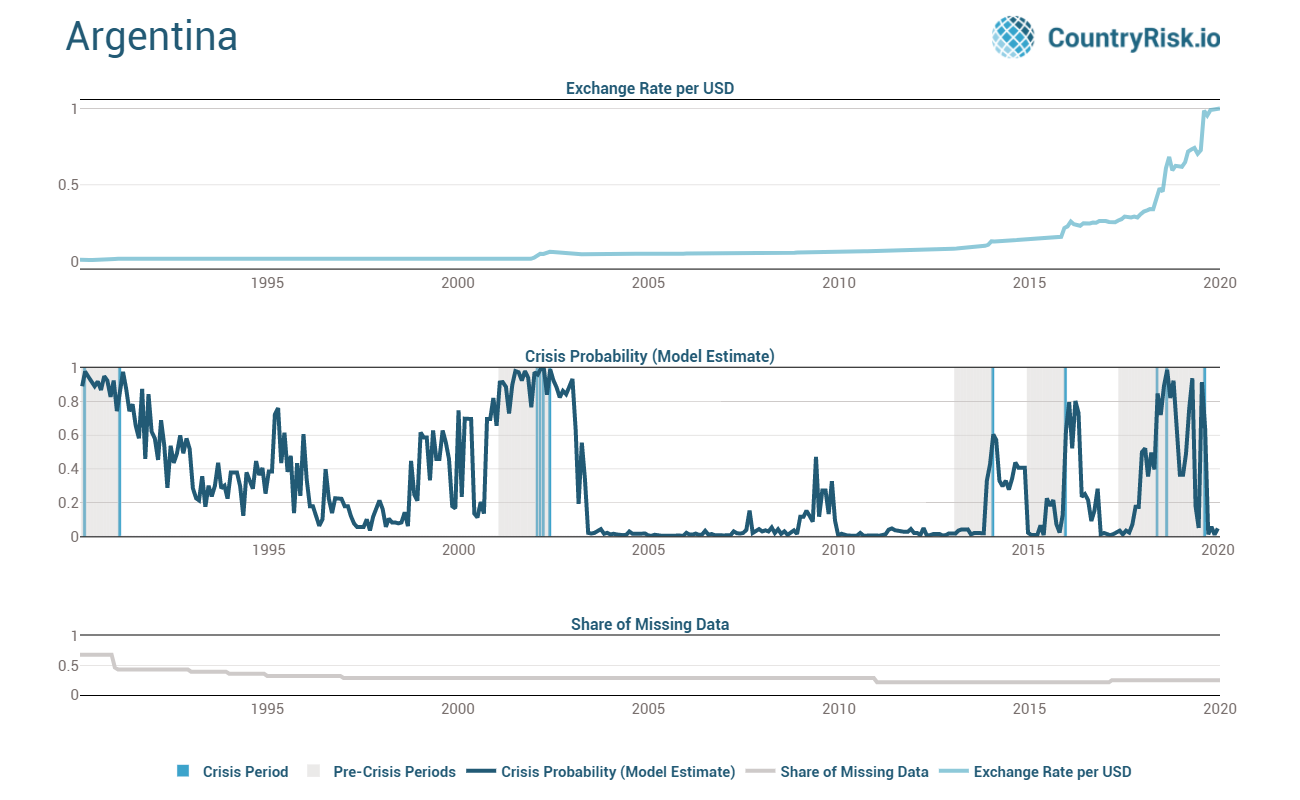 Argentina
CountryRisk.io
Exchange Rate per USD
1
0.5
0
1995 2000 2005 2010 2015 2020
Crisis Probability (Model Estimate)
1
0.8
0.6
0.4
0.2
0
1995 2000 2005 2010 2015 2020
Share of Missing Data
1
0.5
0
1995 2000 2005 2010 2015 2020
Crisis Period Pre-Crisis Periods Crisis Probability (Model Estimate) Share of Missing Data Exchange Rate per USD